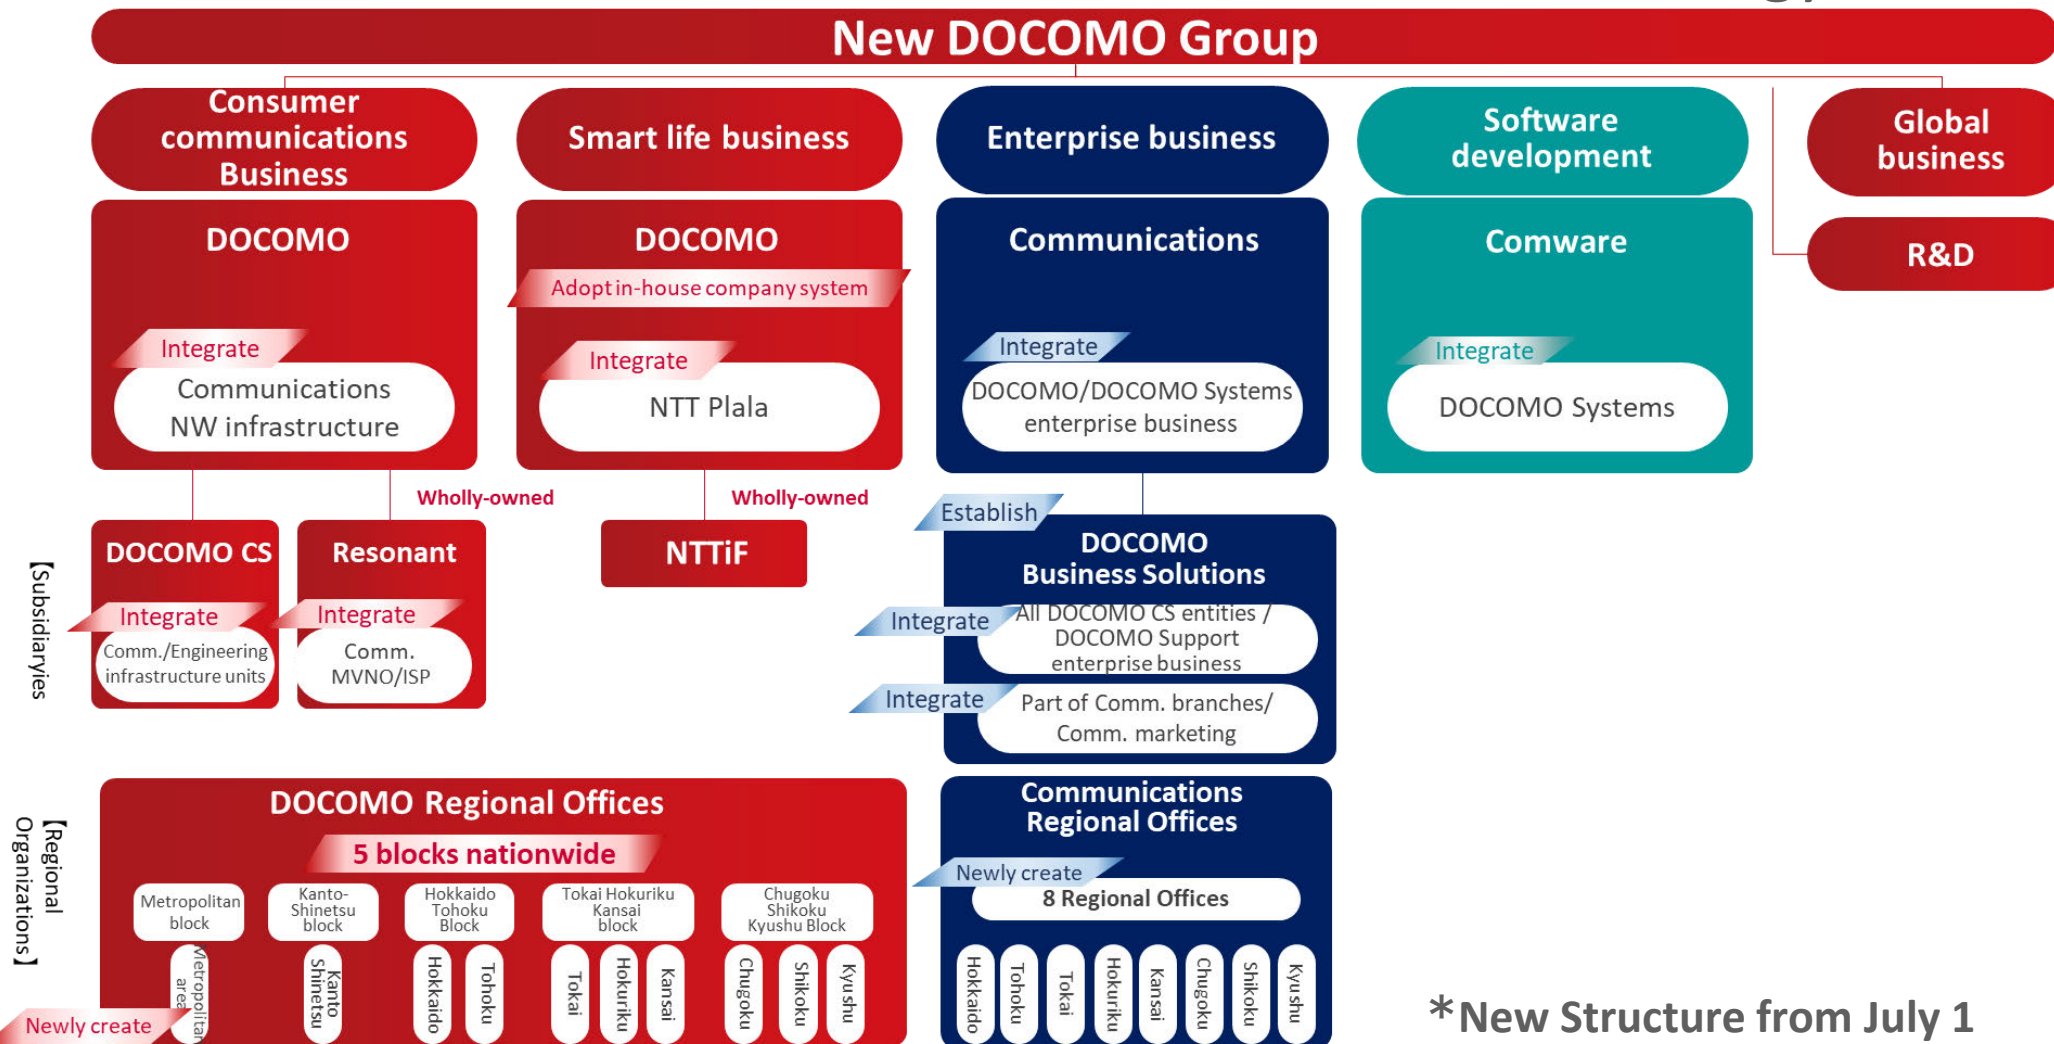 New DOCOMO Group
Consumer
communications
Business
Smart life business
Enterprise business
Software
development
Global
business
R&D
DOCOMO
Integrate
Communications
NW infrastructure
DOCOMO
Adopt in-house company system
Integrate
NTT Plala
Communications
Integrate
DOCOMO/DOCOMO Systems
enterprise business
Comware
Integrate
DOCOMO Systems
Wholly-owned
Wholly-owned
【Subsidiaryies
DOCOMO CS
Integrate
Comm./Engineering
infrastructure units
Resonant
Integrate
Comm.
MVNO/ISP
NTTiF
Establish
DOCOMO
Business Solutions
Integrate
All DOCOMO CS entities /
DOCOMO Support
enterprise business
Integrate
Part of Comm. branches/
Comm. marketing
【Regional
Organizations】
DOCOMO Regional Offices
5 blocks nationwide
Metropolitan
block
Kanto-
Shinetsu
block
Hokkaido
Tohoku
Block
Tokai Hokuriku
Kansai
block
Chugoku
Shikoku
Kyushu Block
Newly create
Metropolitan
area
Kanto
Shinetsu
Hokkaido
Tohoku
Tokai
Hokuriku
Kansai
Chugoku
Shikoku
Kyushu
Communications
Regional Offices
Newly create
8 Regional Offices
Hokkaido
Tohoku
Tokai
Hokuriku
Kansai
Chugoku
Shikoku
Kyushu
*New Structure from July 1